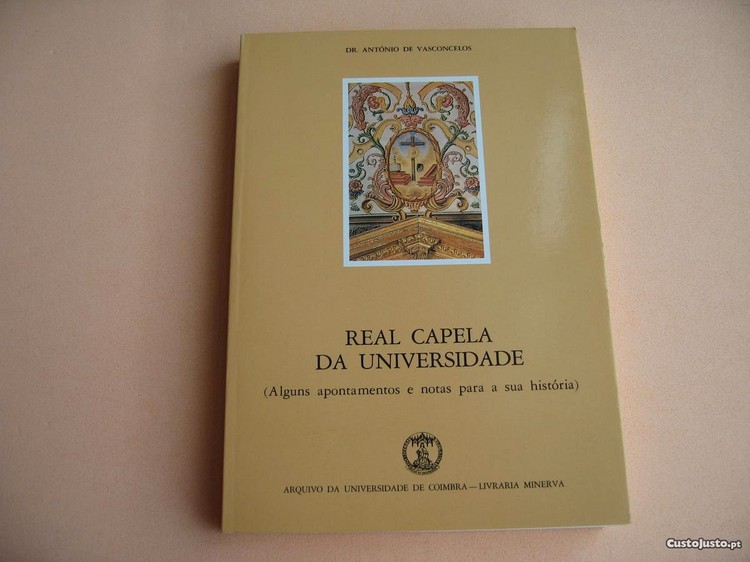 DR. ANTÓNIO DE VASCONCELOS
REAL CAPELA
DA UNIVERSIDADE
(Alguns apontamentos e notas para a sua história)
ARQUIVO DA UNIVERSIDADE DE COIMBRA — LIVRARIA MINERVA
CustoJusto.pt